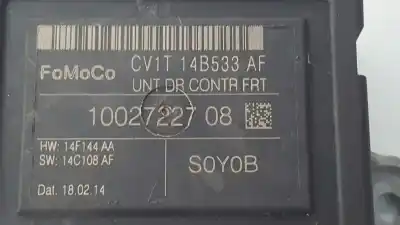 FoMoCo
CV1T 14B533 AF
UNT DR CONTR FRT
10027227 08
HW: 14F144 AA
SW: 14C108 AF
S0Y0B
Dat. 18.02.14